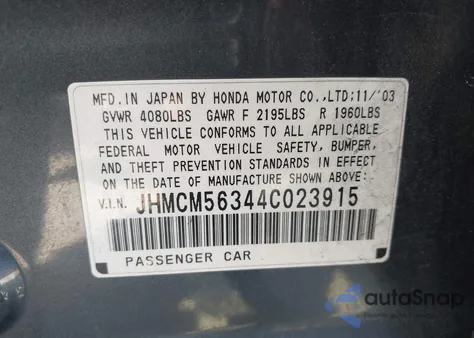 MFD.IN JAPAN BY HONDA MOTOR CO.,LTD;11/'03
GVWR 4080LBS GAWR F 2195LBS R 1960LBS
THIS VEHICLE CONFORMS TO ALL APPLICABLE
FEDERAL MOTOR VEHICLE SAFETY, BUMPER,
AND THEFT PREVENTION STANDARDS IN EFFECT
ON THE DATE OF MANUFACTURE SHOWN ABOVE.
V.I.N. JHMCM56344C023915
PASSENGER CAR
autoSnap